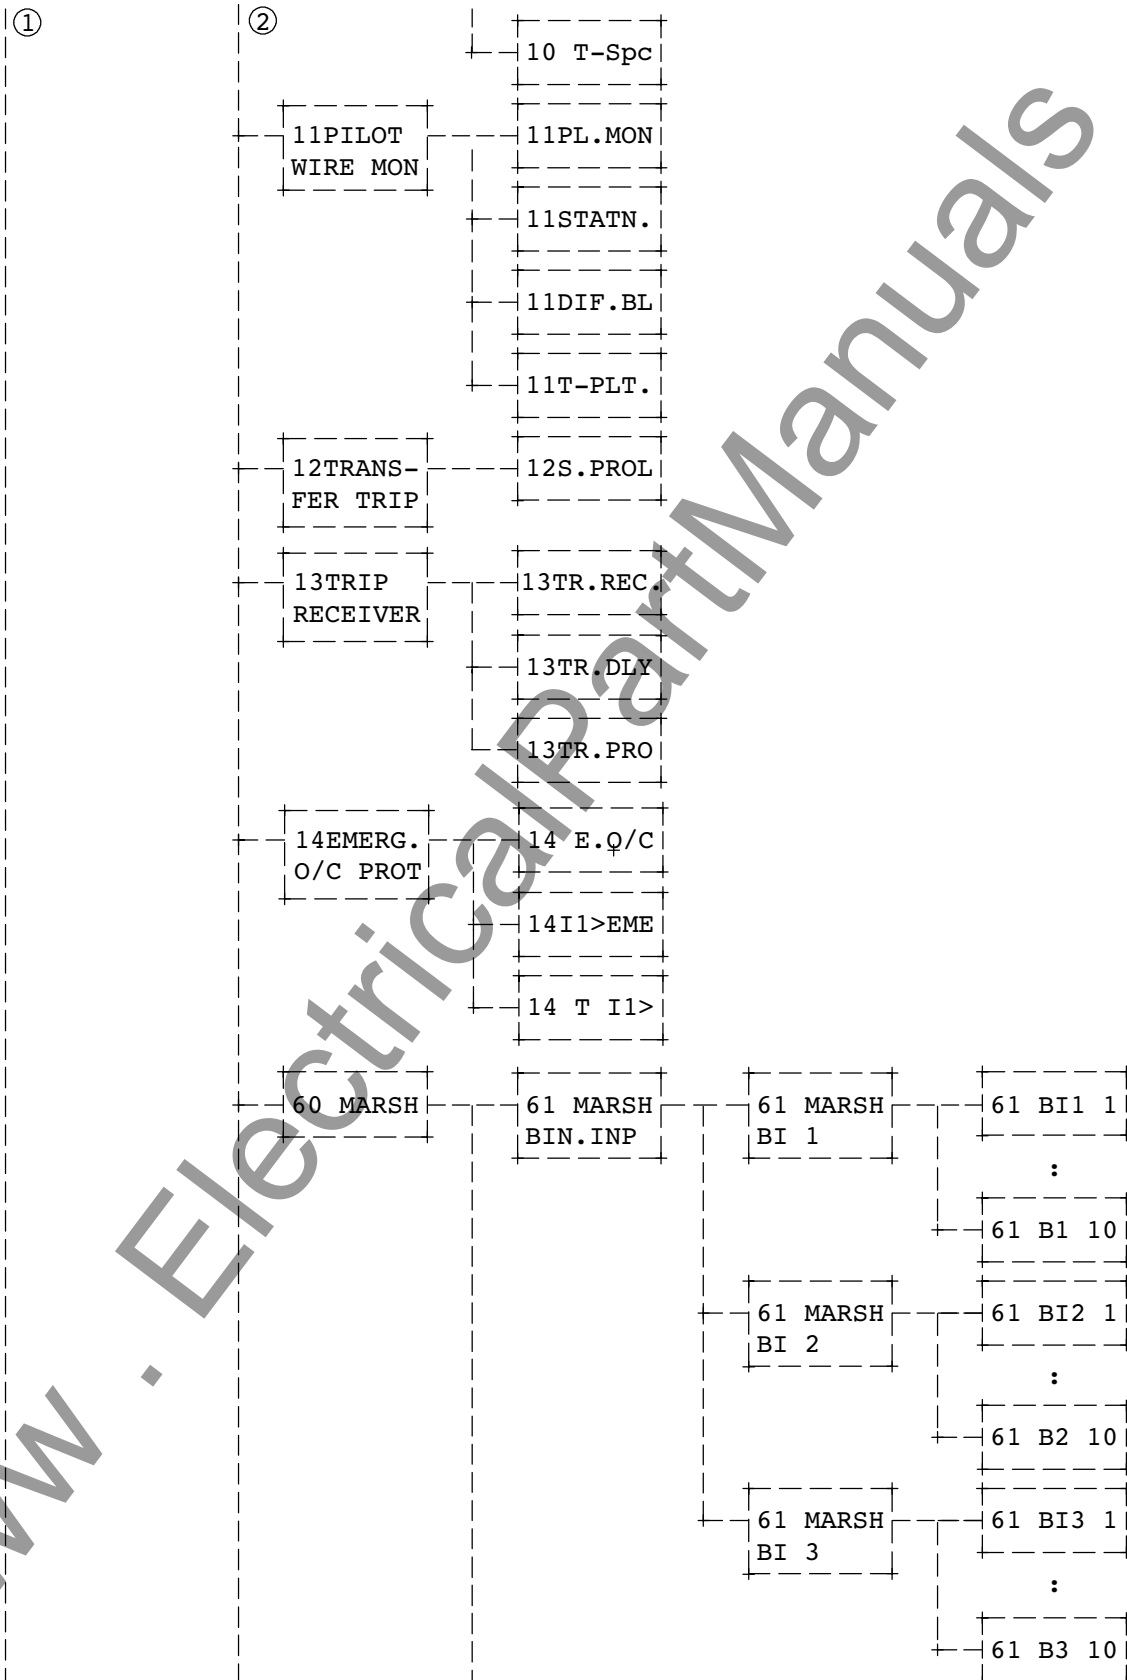 ① ②
10 T-Spc
11PILOT
WIRE MON
11PL.MON
11STATN.
11DIF.BL
11T-PLT.
12TRANS-
FER TRIP
12S.PROL
13TRIP
RECEIVER
13TR.REC.
13TR.DLY
13TR.PRO
14EMERG.
O/C PROT
14 E.O/C
14I1>EME
14 T I1>
60 MARSH
61 MARSH
BIN.INP
61 MARSH
BI 1
61 BI1 1
:
61 B1 10
61 MARSH
BI 2
61 BI2 1
:
61 B2 10
61 MARSH
BI 3
61 BI3 1
:
61 B3 10
ww . ElectricalPartManuals